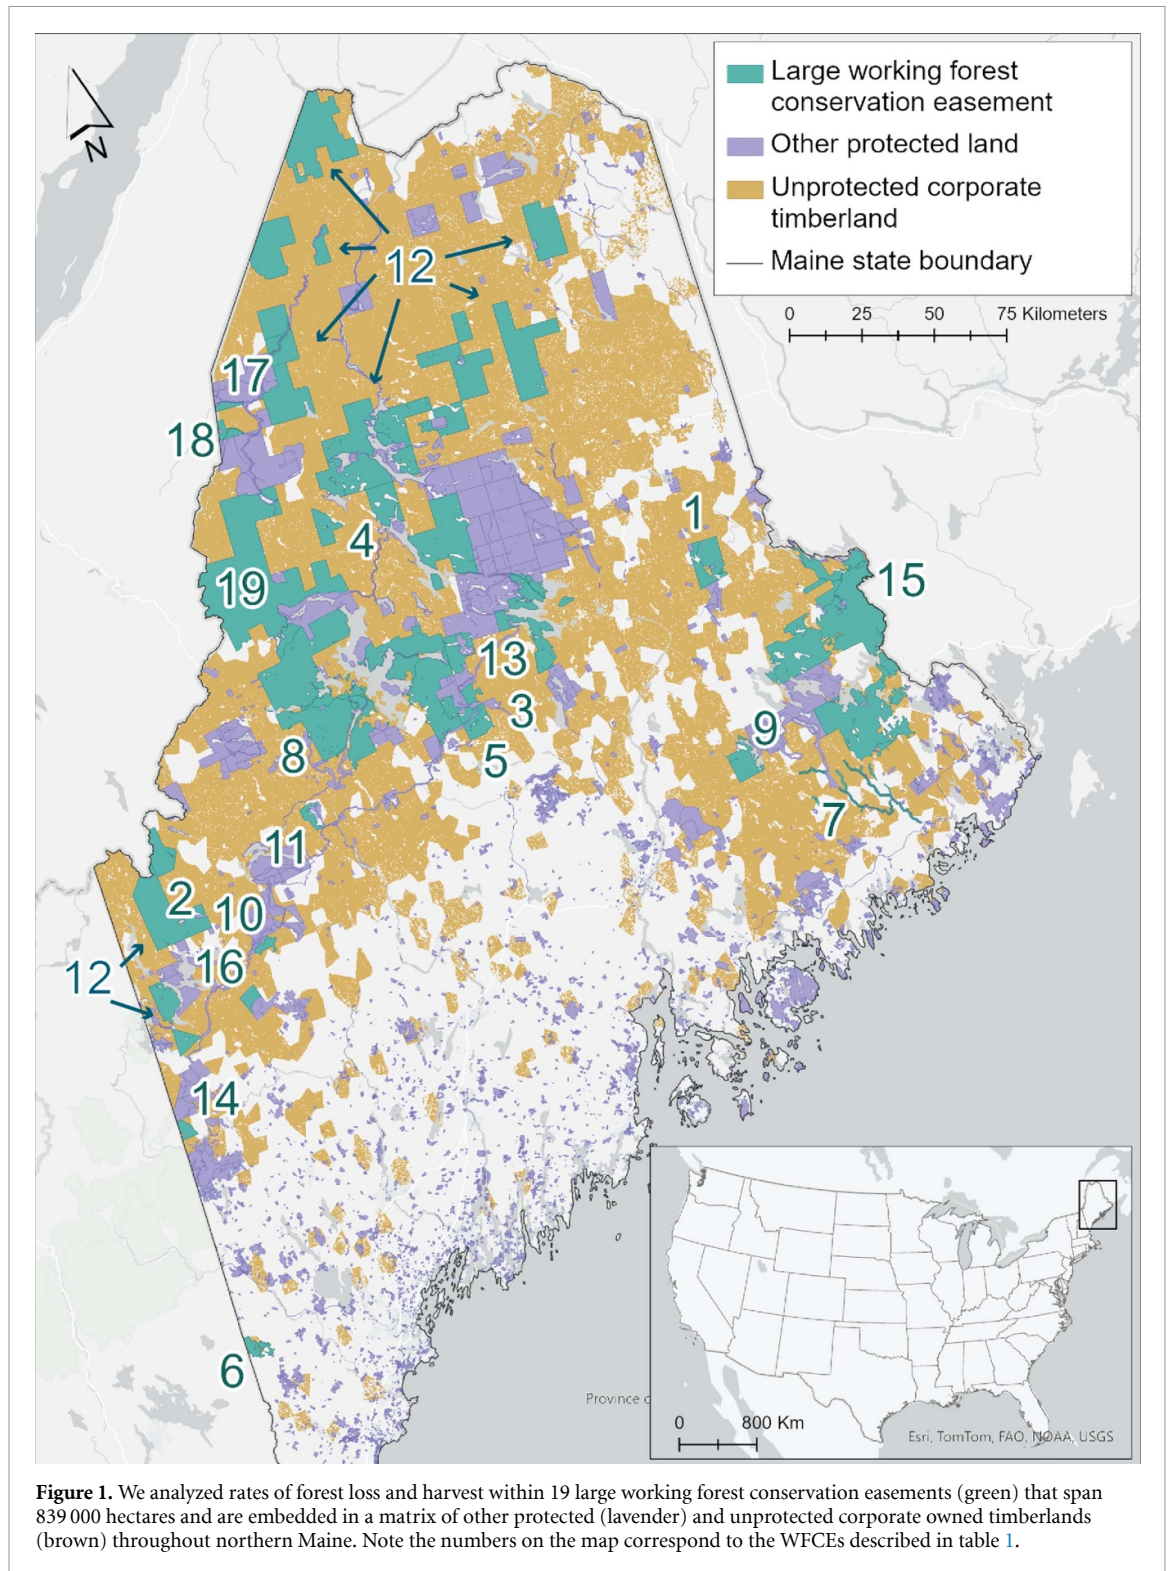 N
Large working forest
conservation easement
Other protected land
Unprotected corporate
timberland
Maine state boundary
0 25 50 75 Kilometers
12
17
18
1
4
15
19
13
3
9
8
5
7
11
2
10
12
16
14
6
Province o
0 800 Km
Esri, TomTom, FAO, NOAA, USGS
Figure 1. We analyzed rates of forest loss and harvest within 19 large working forest conservation easements (green) that span
839 000 hectares and are embedded in a matrix of other protected (lavender) and unprotected corporate owned timberlands
(brown) throughout northern Maine. Note the numbers on the map correspond to the WFCEs described in table 1.